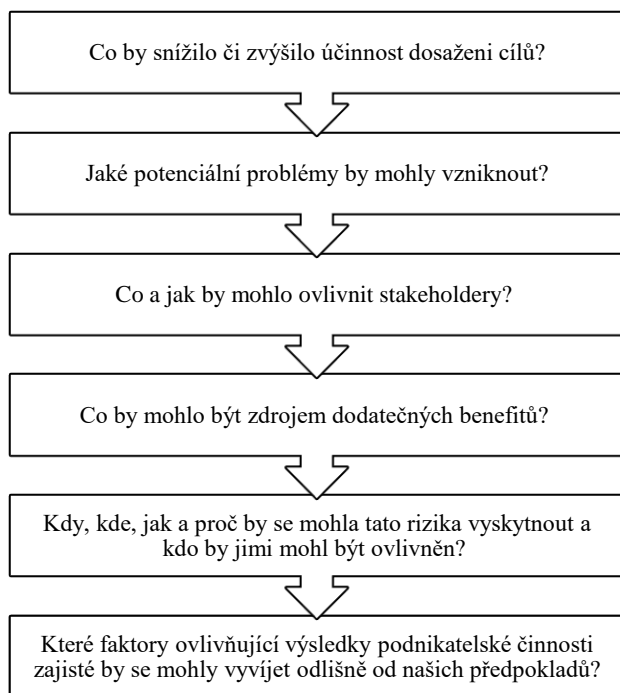 Co by snížilo či zvýšilo účinnost dosaženi cílů?
Jaké potenciální problémy by mohly vzniknout?
Co a jak by mohlo ovlivnit stakeholdery?
Co by mohlo být zdrojem dodatečných benefitů?
Kdy, kde, jak a proč by se mohla tato rizika vyskytnout a
kdo by jimi mohl být ovlivněn?
Které faktory ovlivňující výsledky podnikatelské činnosti
zajisté by se mohly vyvíjet odlišně od našich předpokladů?